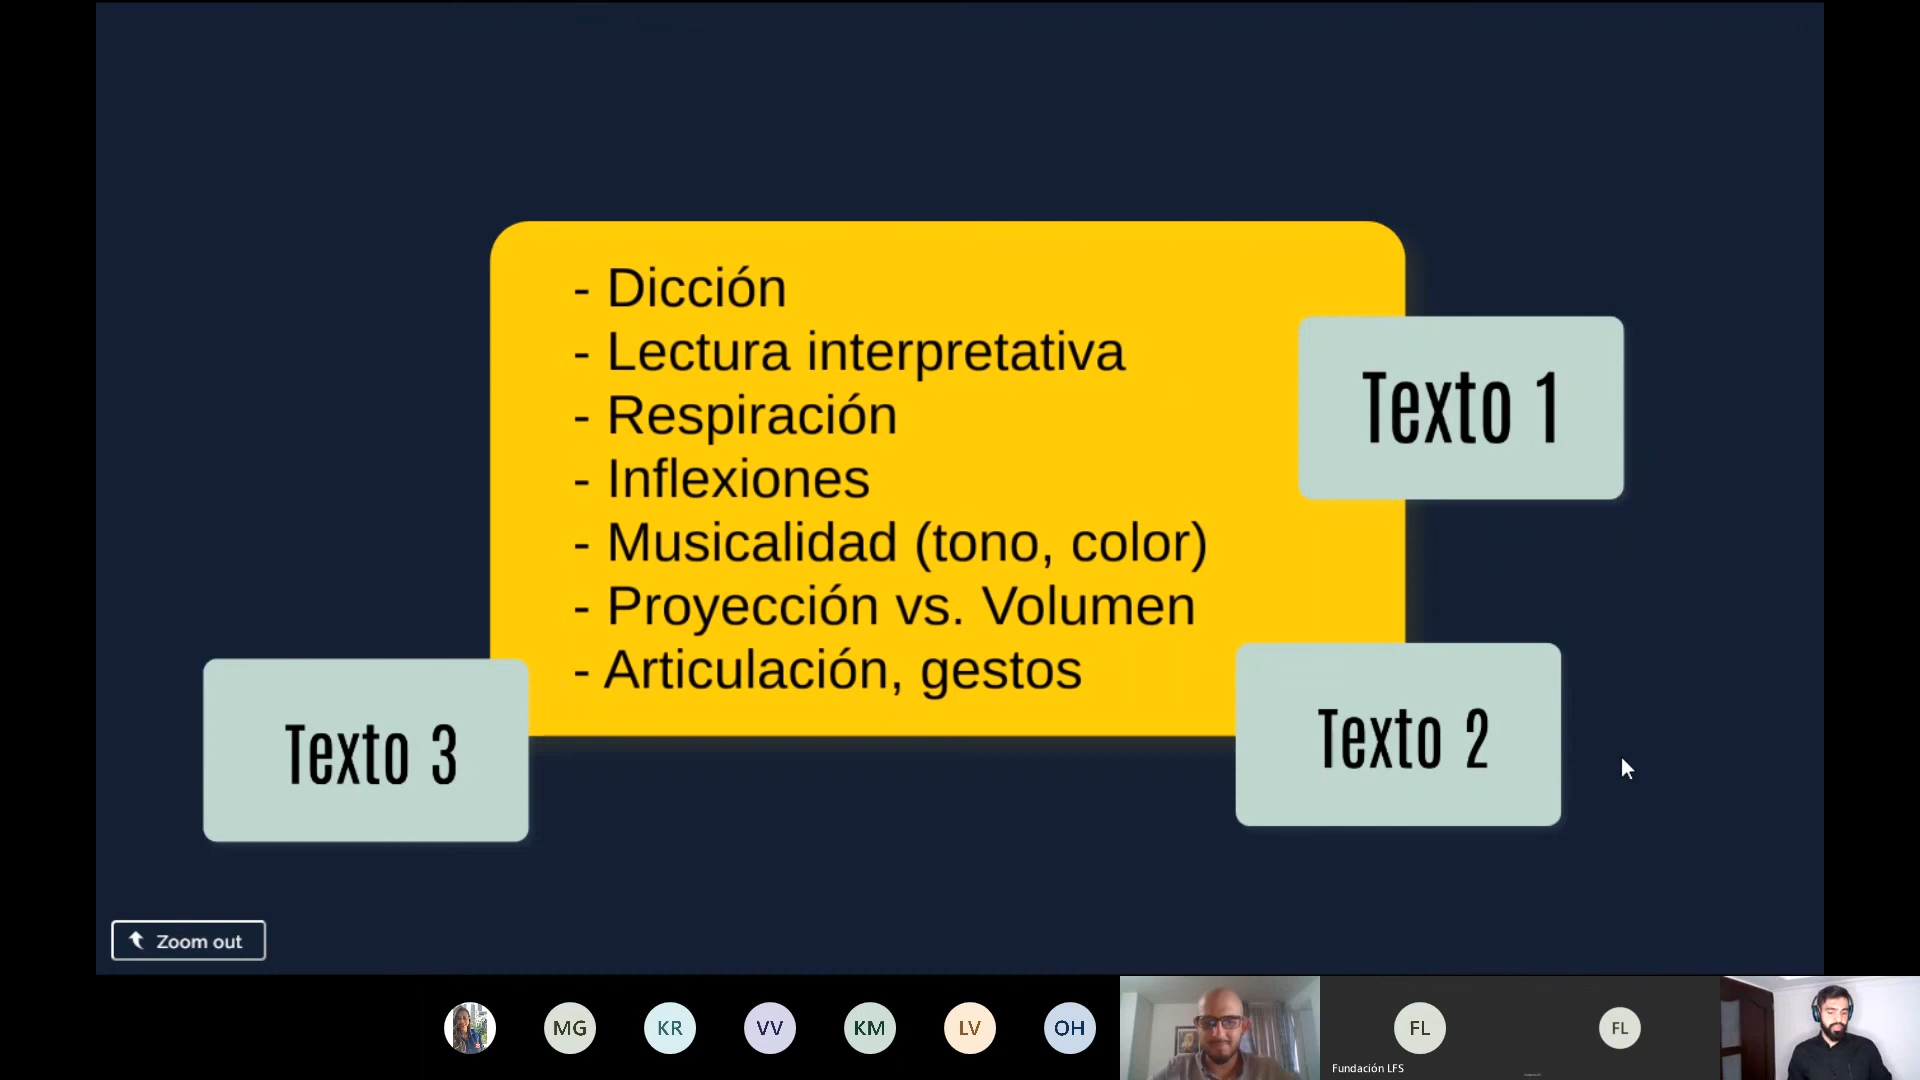 - Dicción
- Lectura interpretativa
- Respiración
- Inflexiones
- Musicalidad (tono, color)
- Proyección vs. Volumen
- Articulación, gestos
Texto 1
Texto 2
Texto 3
Zoom out
MG
KR
VV
KM
LV
OH
FL
Fundación LFS
FL